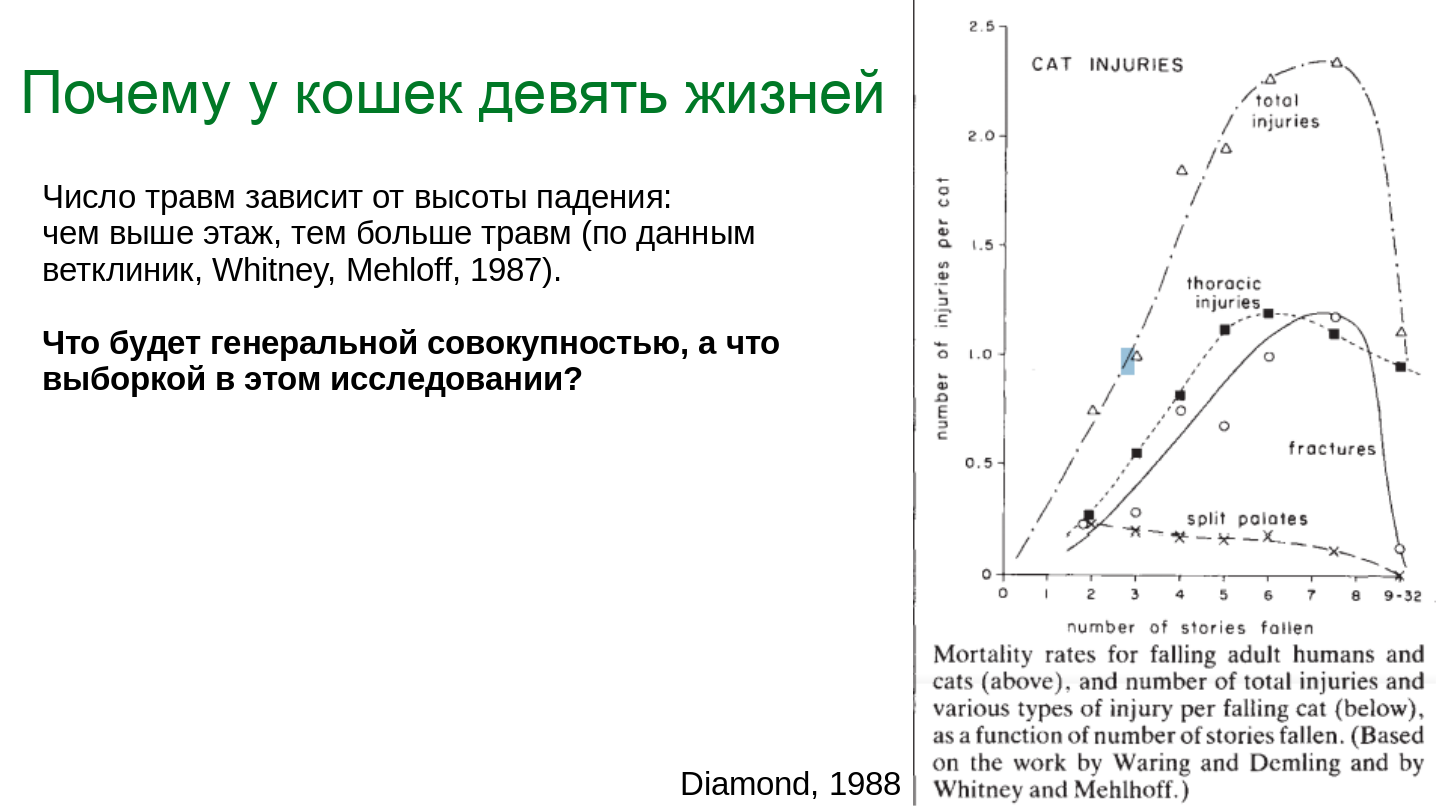 Почему у кошек девять жизней
Число травм зависит от высоты падения:
чем выше этаж, тем больше травм (по данным
ветклиник, Whitney, Mehloff, 1987).
Что будет генеральной совокупностью, а что
выборкой в этом исследовании?
Diamond, 1988
CAT INJURIES
number of injuries per cat
2.5
2.0
1.5
1.0
0.5
0
total
injuries
thoracic
injuries
fractures
split palates
0 1 2 3 4 5 6 7 8 9-32
number of stories fallen
Mortality rates for falling adult humans and
cats (above), and number of total injuries and
various types of injury per falling cat (below),
as a function of number of stories fallen. (Based
on the work by Waring and Demling and by
Whitney and Mehlhoff.)